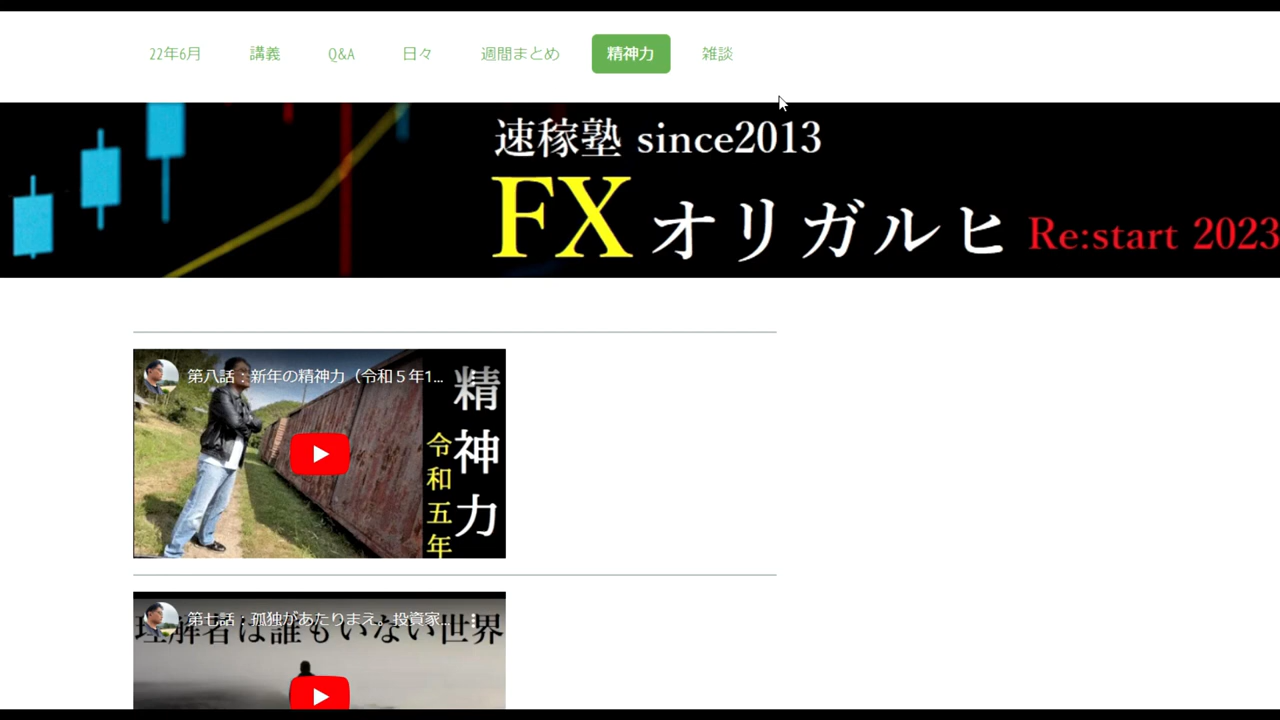 22年6月 講義 Q&A 日々 週間まとめ 精神力 雑談
速稼塾 since2013
FXオリガルヒ Re:start 2023
第八話：新年の精神力（令和５年1...
精神力
令和五年
第七話：孤独があたりまえ。投資家...
理解者は誰もいない世界